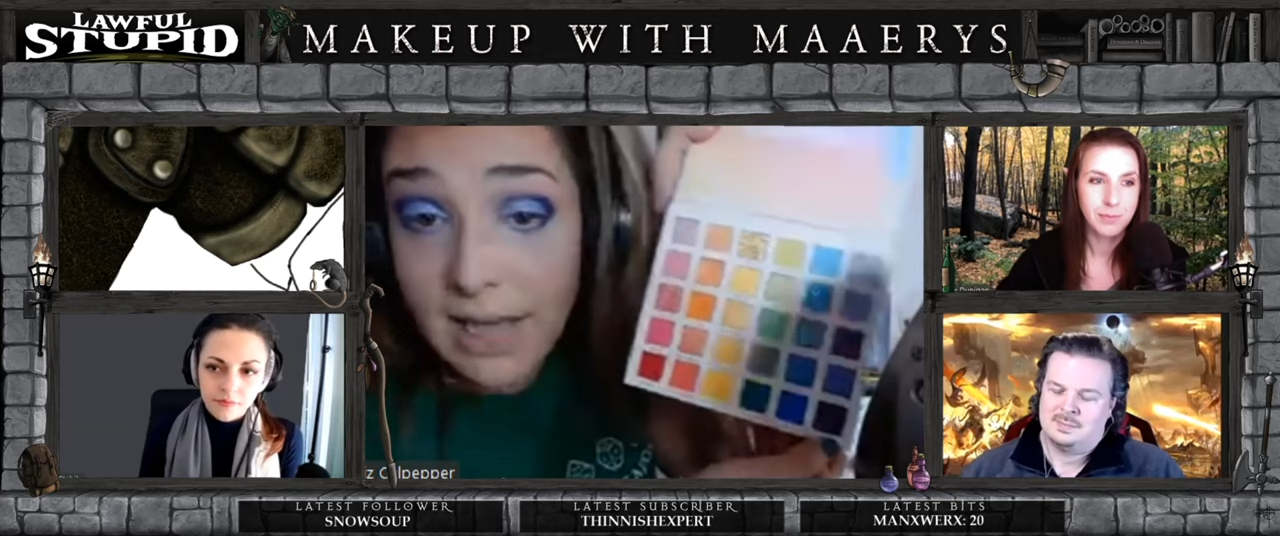 LAWFUL
STUPID
MAKEUP WITH MAAERYS
LATEST FOLLOWER
SNOWSOUP
LATEST SUBSCRIBER
THINNISHEXPERT
LATEST BITS
MANXWERX: 20